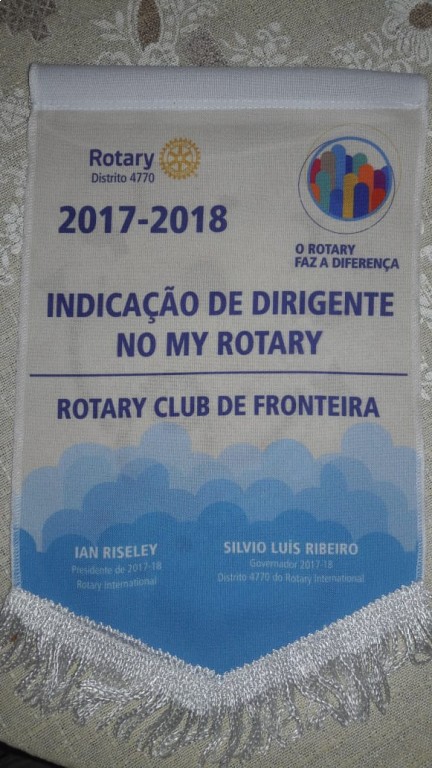 Rotary
Distrito 4770
2017-2018
O ROTARY
FAZ A DIFERENÇA
INDICAÇÃO DE DIRIGENTE
NO MY ROTARY
ROTARY CLUB DE FRONTEIRA
IAN RISELEY
Presidente de 2017-18
Rotary International
SILVIO LUÍS RIBEIRO
Governador 2017-18
Distrito 4770 do Rotary International